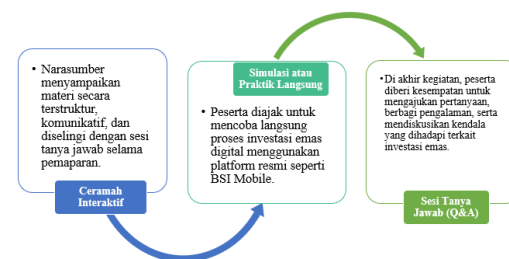 • Narasumber
menyampaikan
materi secara
terstruktur,
komunikatif, dan
diselingi dengan sesi
tanya jawab selama
pemaparan.
Ceramah
Interaktif
Simulasi atau
Praktik Langsung
• Peserta diajak untuk
mencoba langsung
proses investasi emas
digital menggunakan
platform resmi seperti
BSI Mobile.
•Di akhir kegiatan, peserta
diberi kesempatan untuk
mengajukan pertanyaan,
berbagi pengalaman, serta
mendiskusikan kendala
yang dihadapi terkait
investasi emas.
Sesi Tanya
Jawab (Q&A)